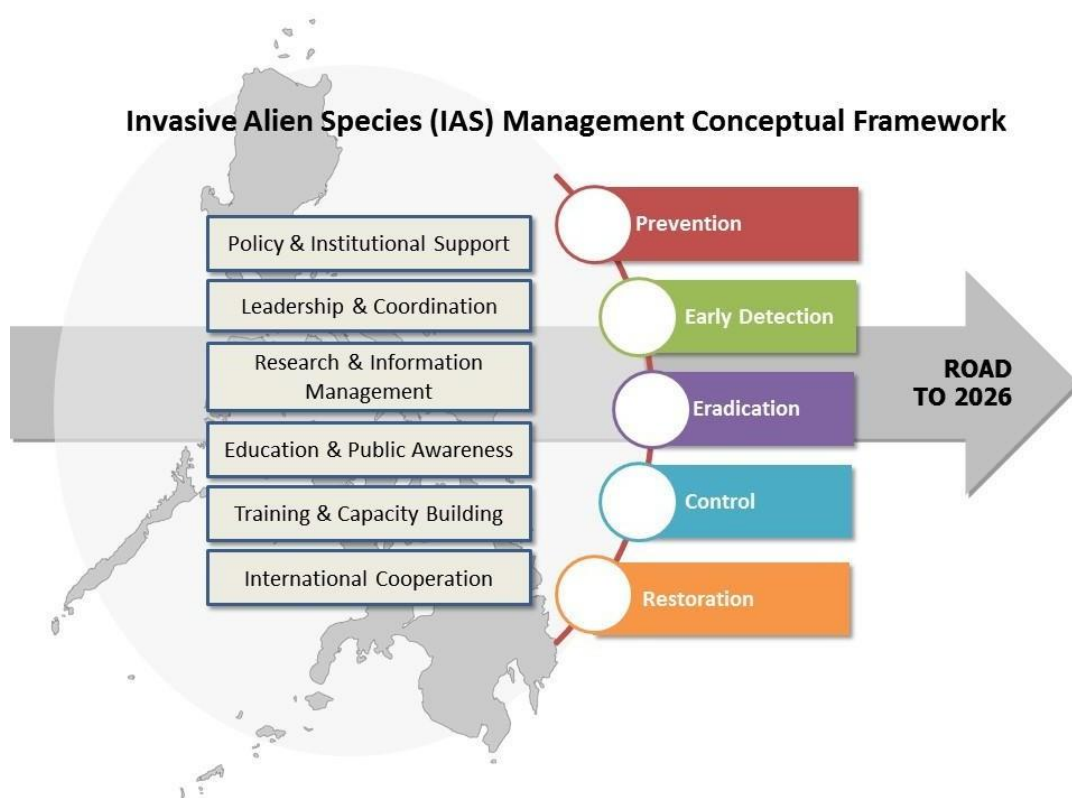 Invasive Alien Species (IAS) Management Conceptual Framework
Policy & Institutional Support
Leadership & Coordination
Research & Information
Management
Education & Public Awareness
Training & Capacity Building
International Cooperation
Prevention
Early Detection
Eradication
Control
Restoration
ROAD
TO 2026